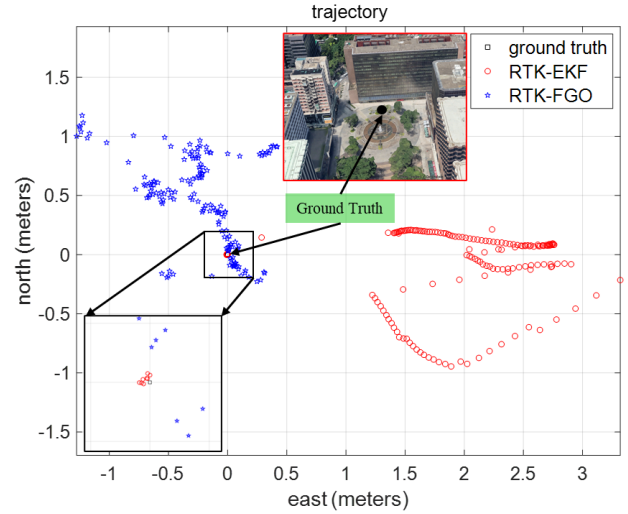 trajectory
ground truth
RTK-EKF
RTK-FGO
Ground Truth
north (meters)
1.5
1
0.5
0
-0.5
-1
-1.5
-1 -0.5 0 0.5 1 1.5 2 2.5 3
east (meters)